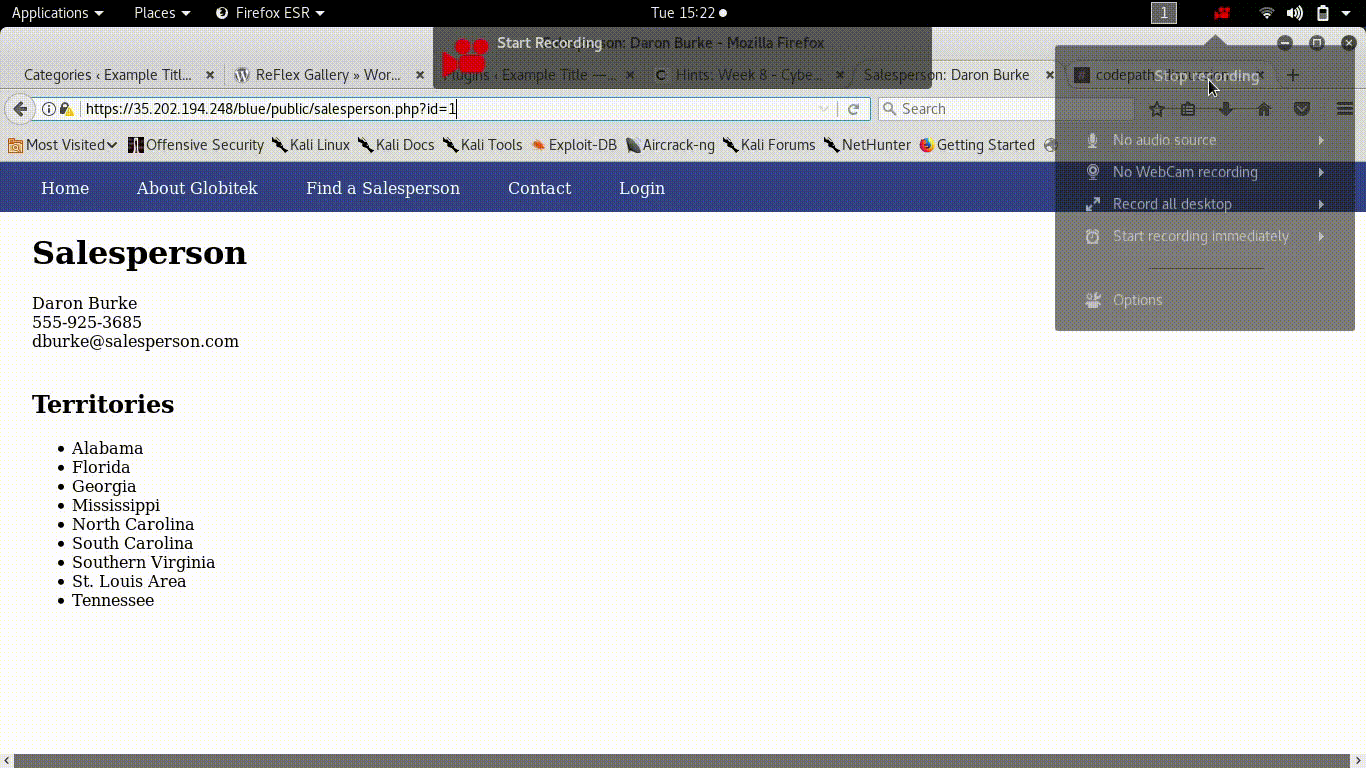 Applications Places Firefox ESR Tue 15:22 1
Start Recording
: Daron Burke - Mozilla Firefox
Categories ‹ Example Titl... ReFlex Gallery » Wor... Plugins ‹ Example Title —... Hints: Week 8 - Cybe... Salesperson: Daron Burke codepath
Stop recording
https://35.202.194.248/blue/public/salesperson.php?id=1 Search
Most Visited Offensive Security Kali Linux Kali Docs Kali Tools Exploit-DB Aircrack-ng Kali Forums NetHunter Getting Started
No audio source
No WebCam recording
Record all desktop
Start recording immediately
Options
Home About Globitek Find a Salesperson Contact Login
Salesperson
Daron Burke
555-925-3685
dburke@salesperson.com
Territories
Alabama
Florida
Georgia
Mississippi
North Carolina
South Carolina
Southern Virginia
St. Louis Area
Tennessee